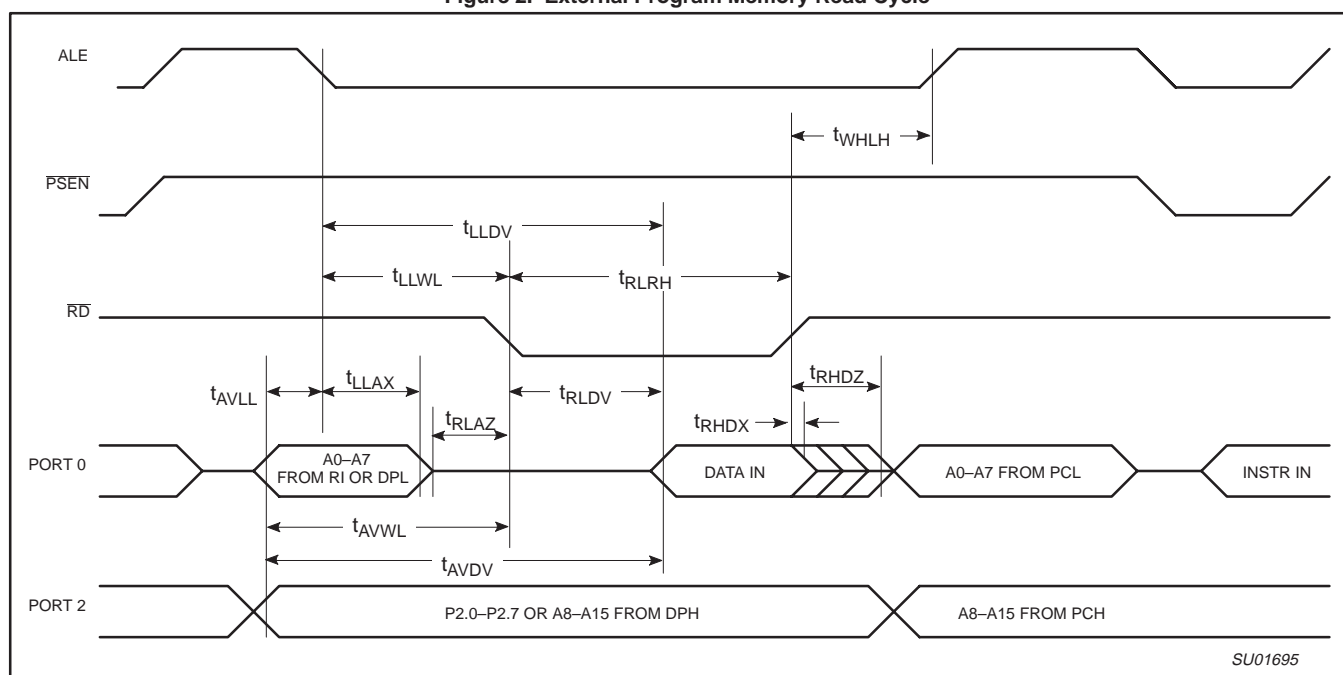 Figure 2. External Program Memory Read Cycle
ALE
tWHLH
PSEN
tLLDV
tLLWL
tRLRH
RD
tAVLL
tLLAX
tRLDV
tRHDZ
tRLAZ
tRHDX
PORT 0
A0–A7
FROM RI OR DPL
DATA IN
A0–A7 FROM PCL
INSTR IN
tAVWL
tAVDV
PORT 2
P2.0–P2.7 OR A8–A15 FROM DPH
A8–A15 FROM PCH
SU01695